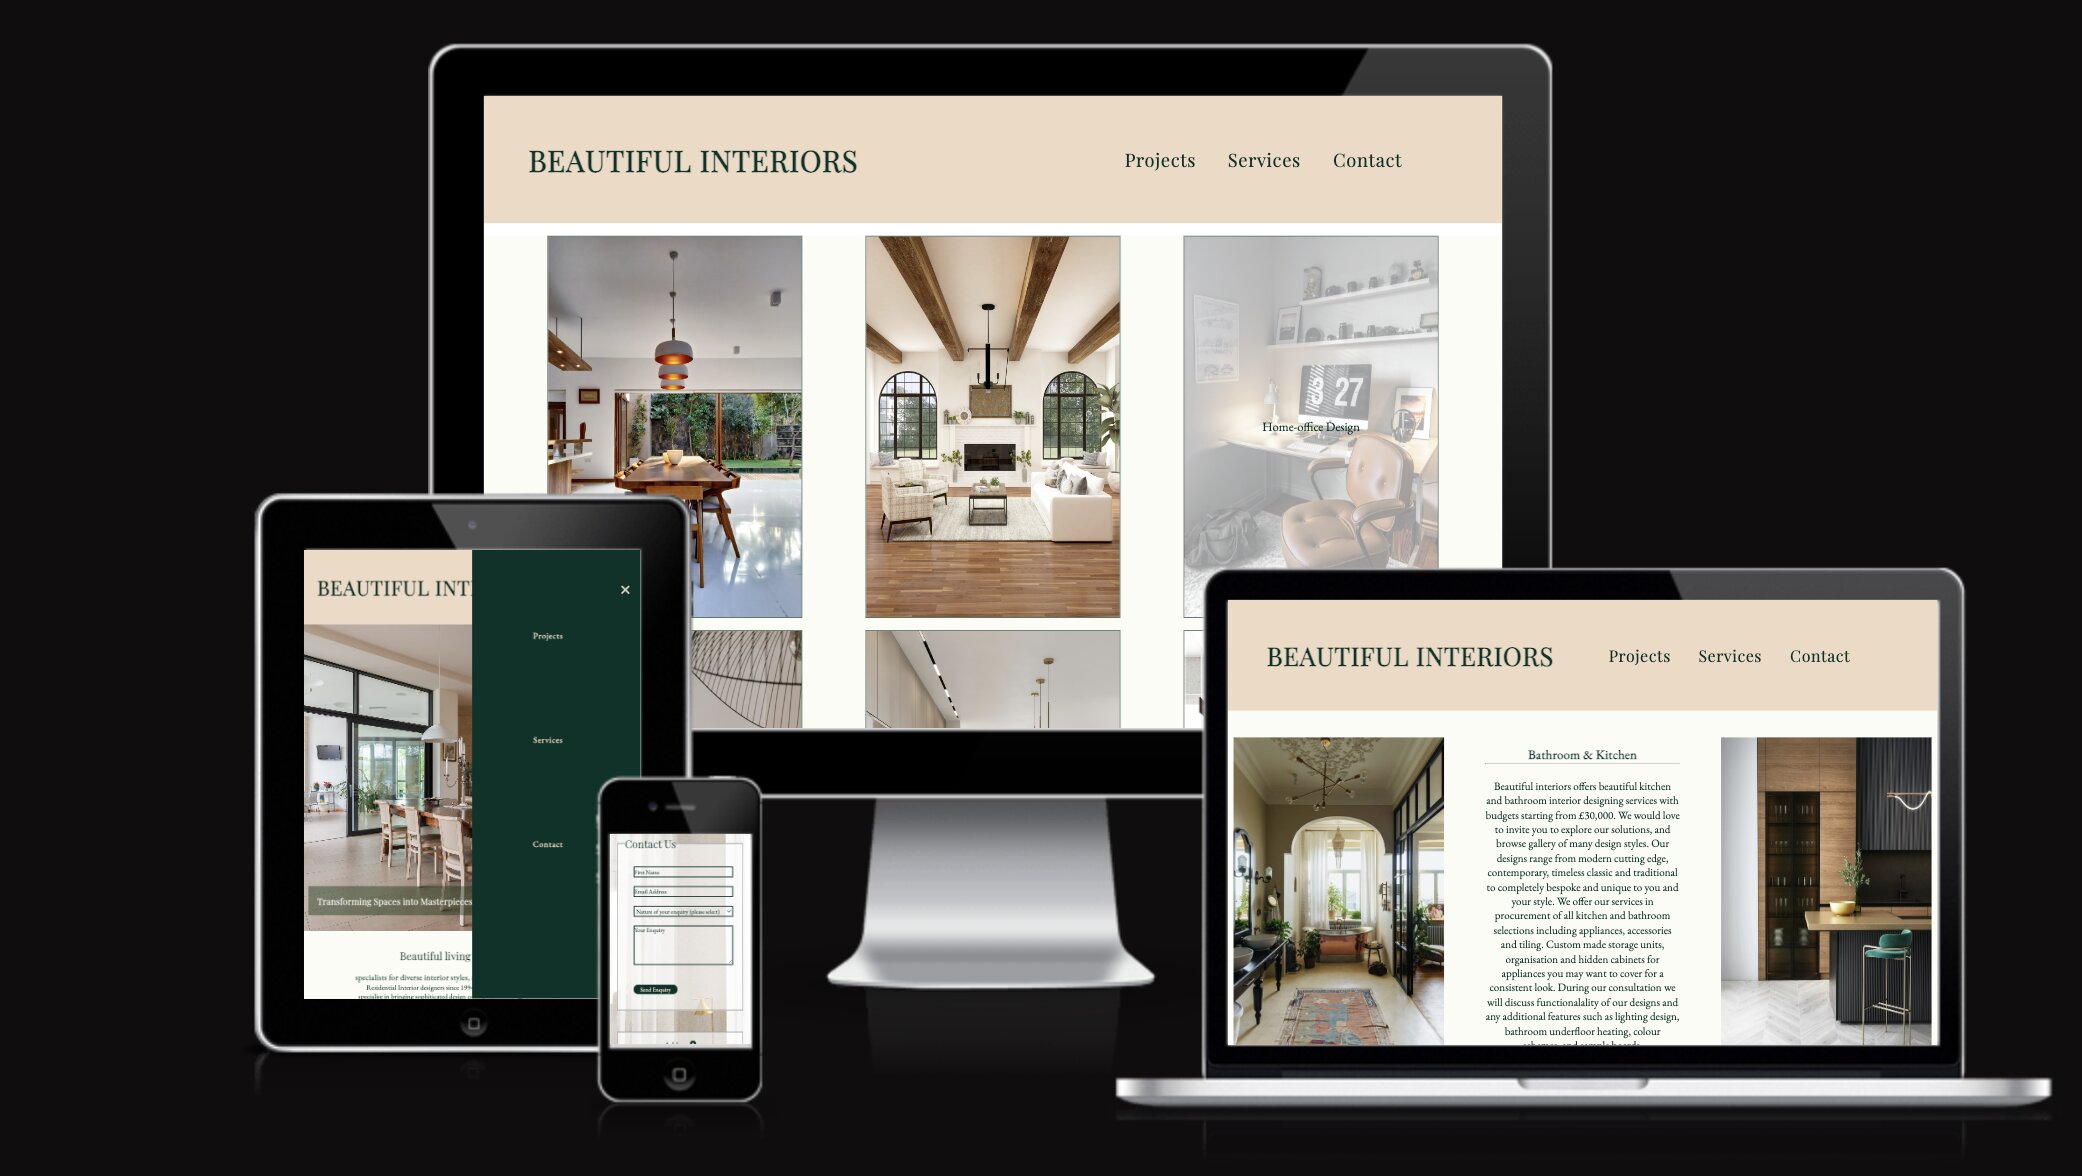 BEAUTIFUL INTERIORS
Projects Services Contact
27
Home-office Design
BEAUTIFUL INT
Projects
Services
Contact
Transforming Spaces into Masterpieces
Beautiful living
specialists for diverse interior styles,
Residential Interior designers since 199
specialise in bringing sophisticated design
Contact Us
First Name
Email Address
Nature of your enquiry (please select)
Your Enquiry
Send Enquiry
BEAUTIFUL INTERIORS
Projects Services Contact
Bathroom & Kitchen
Beautiful interiors offers beautiful kitchen
and bathroom interior designing services with
budgets starting from £30,000. We would love
to invite you to explore our solutions, and
browse gallery of many design styles. Our
designs range from modern cutting edge,
contemporary, timeless classic and traditional
to completely bespoke and unique to you and
your style. We offer our services in
procurement of all kitchen and bathroom
selections including appliances, accessories
and tiling. Custom made storage units,
organisation and hidden cabinets for
appliances you may want to cover for a
consistent look. During our consultation we
will discuss functionalality of our designs and
any additional features such as lighting design,
bathroom underfloor heating, colour
schemes, and sample boards.